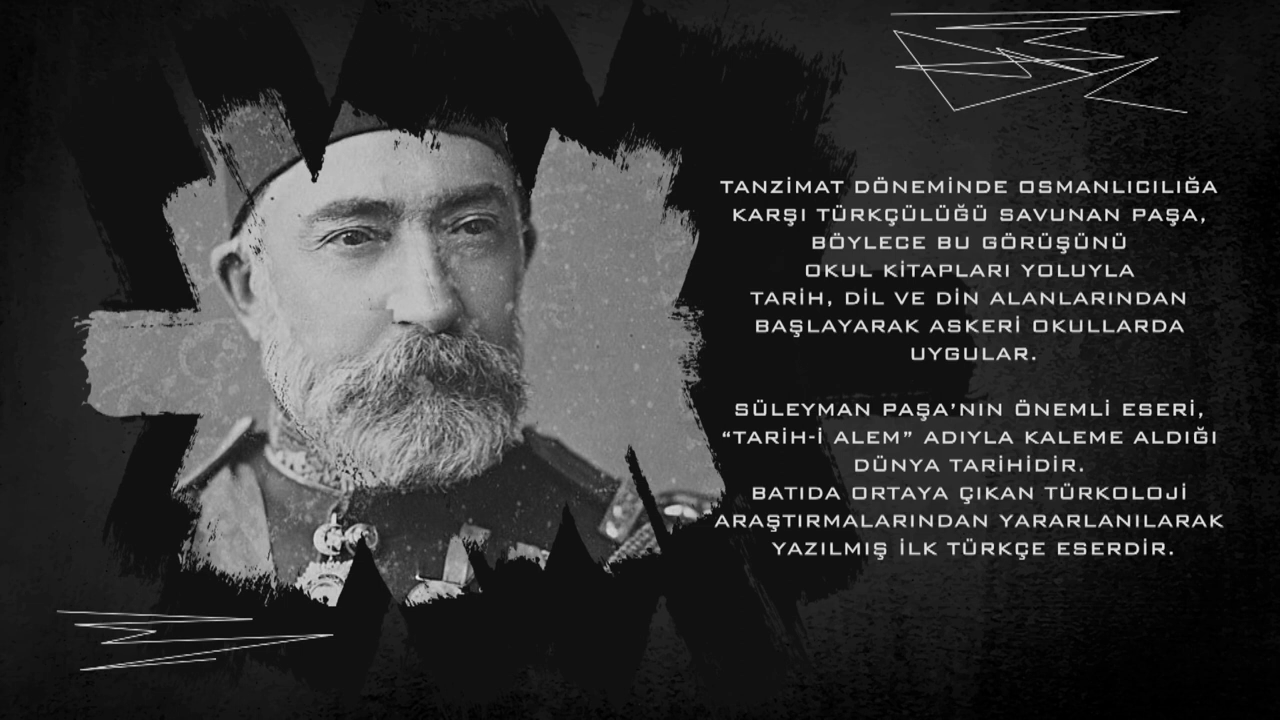 TANZİMAT DÖNEMİNDE OSMANLICILIĞA
KARŞI TÜRKÇÜLÜĞÜ SAVUNAN PAŞA,
BÖYLECE BU GÖRÜŞÜNÜ
OKUL KİTAPLARI YOLUYLA
TARİH, DİL VE DİN ALANLARINDAN
BAŞLAYARAK ASKERİ OKULLARDA
UYGULAR.
SÜLEYMAN PAŞA’NIN ÖNEMLİ ESERİ,
“TARİH-İ ALEM” ADIYLA KALEME ALDIĞI
DÜNYA TARİHİDİR.
BATIDA ORTAYA ÇIKAN TÜRKOLOJİ
ARAŞTIRMALARINDAN YARARLANILARAK
YAZILMIŞ İLK TÜRKÇE ESERDİR.